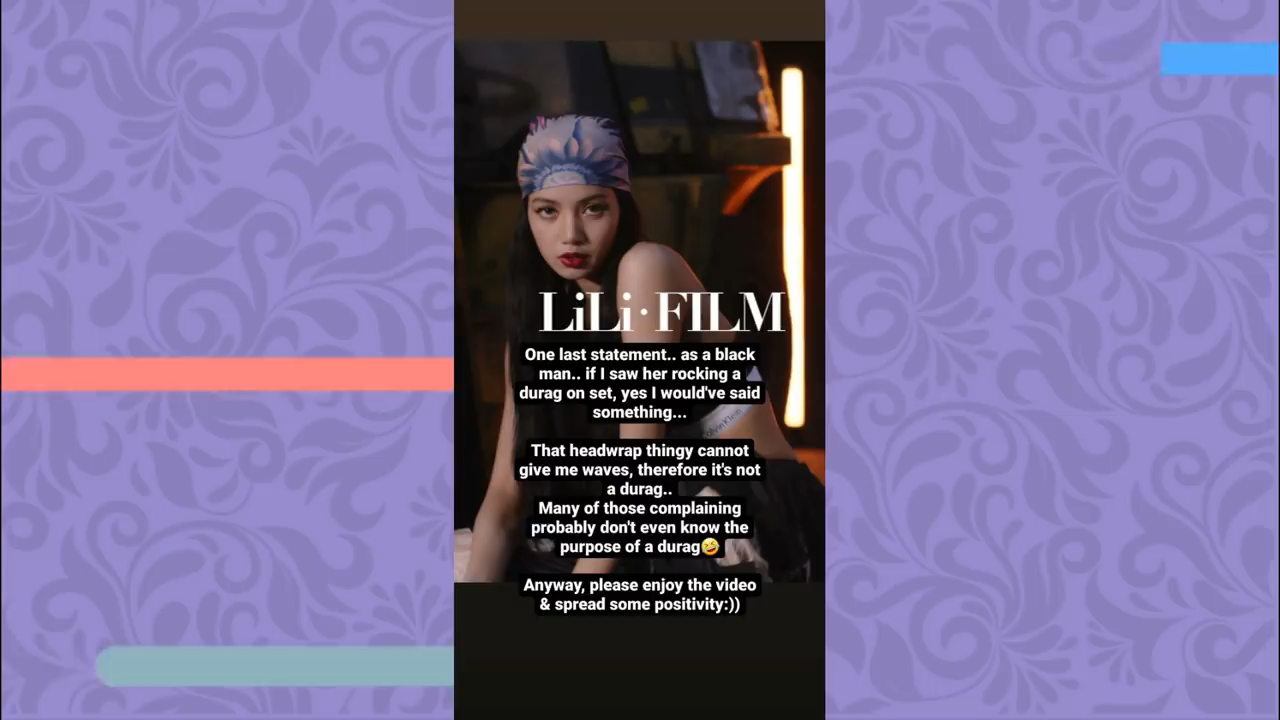 LiLi·FILM
One last statement.. as a black
man.. if I saw her rocking a
durag on set, yes I would've said
something...
That headwrap thingy cannot
give me waves, therefore it's not
a durag..
Many of those complaining
probably don't even know the
purpose of a durag🤣
Anyway, please enjoy the video
& spread some positivity:))
Calvin Klein